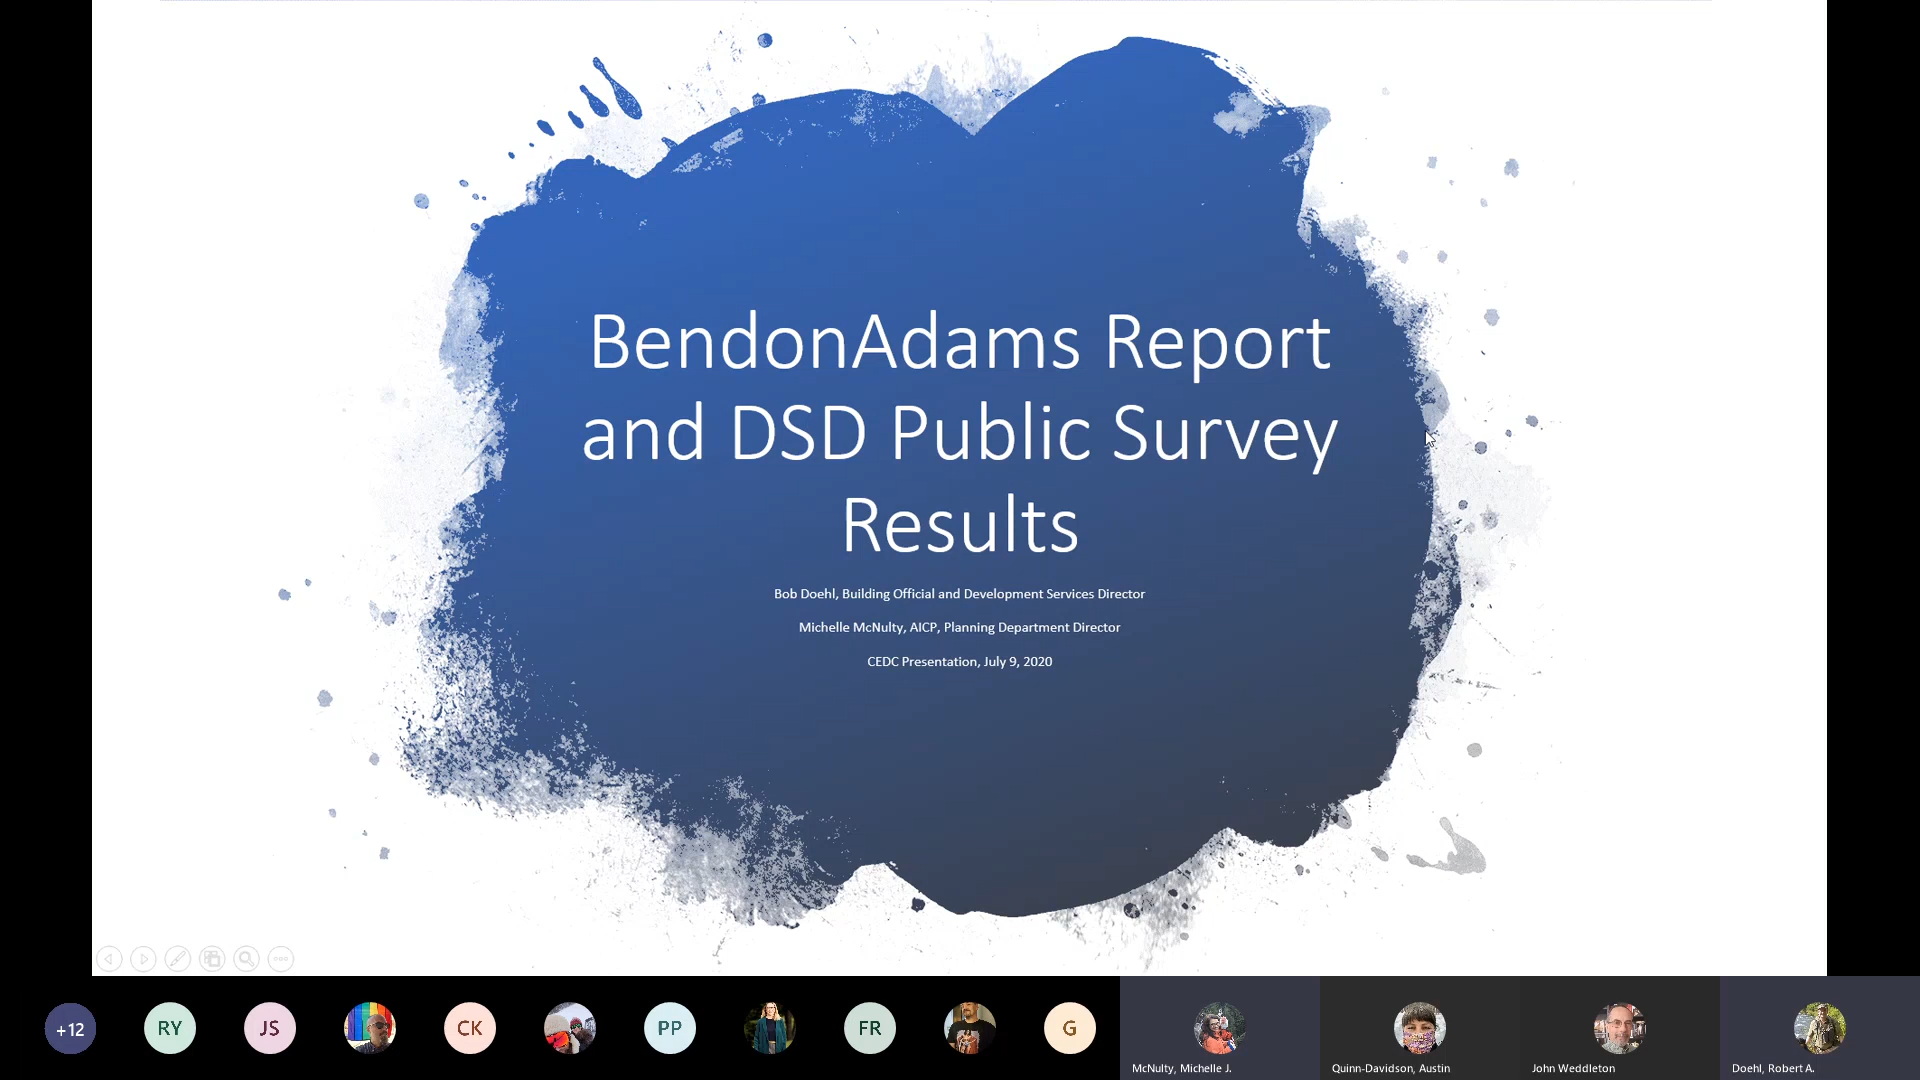 BendonAdams Report
and DSD Public Survey
Results
Bob Doehl, Building Official and Development Services Director
Michelle McNulty, AICP, Planning Department Director
CEDC Presentation, July 9, 2020
+12
RY
JS
CK
PP
FR
G
McNulty, Michelle J.
Quinn-Davidson, Austin
John Weddleton
Doehl, Robert A.